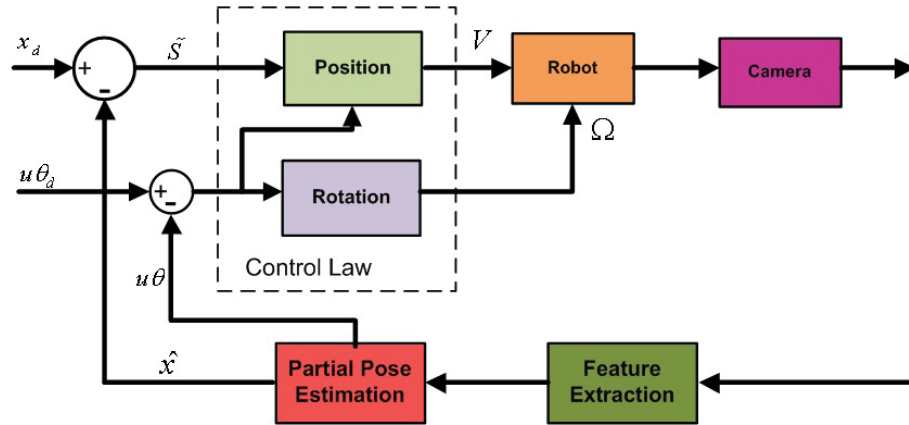 x_d
+
-
S̃
Position
V
Robot
Camera
Ω
uθ_d
+
-
Rotation
Control Law
uθ
x̂
Partial Pose
Estimation
Feature
Extraction